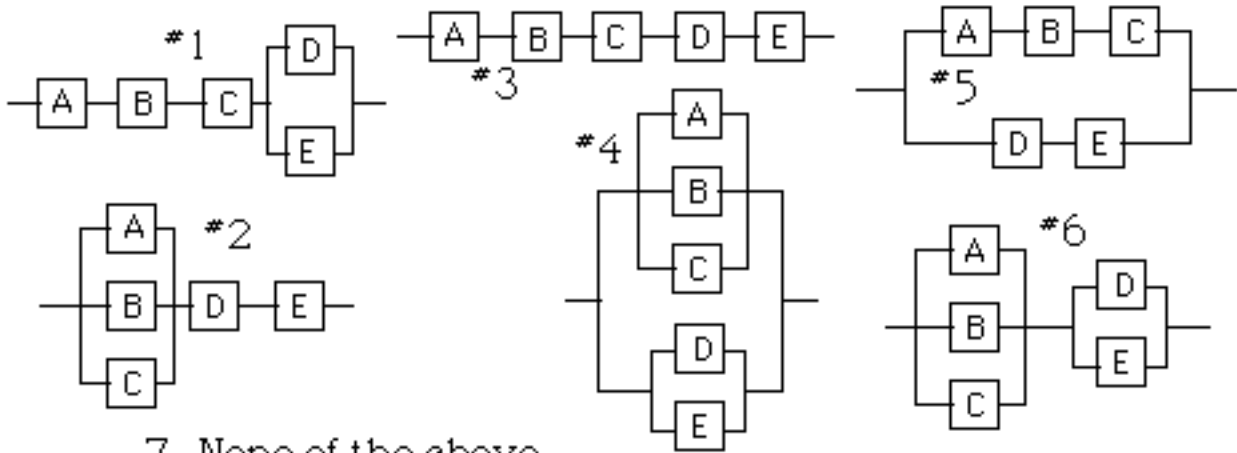 #1
A B C D E
#2
A B C D E
#3
A B C D E
#4
A B C D E
#5
A B C D E
#6
A B C D E
7. None of the above